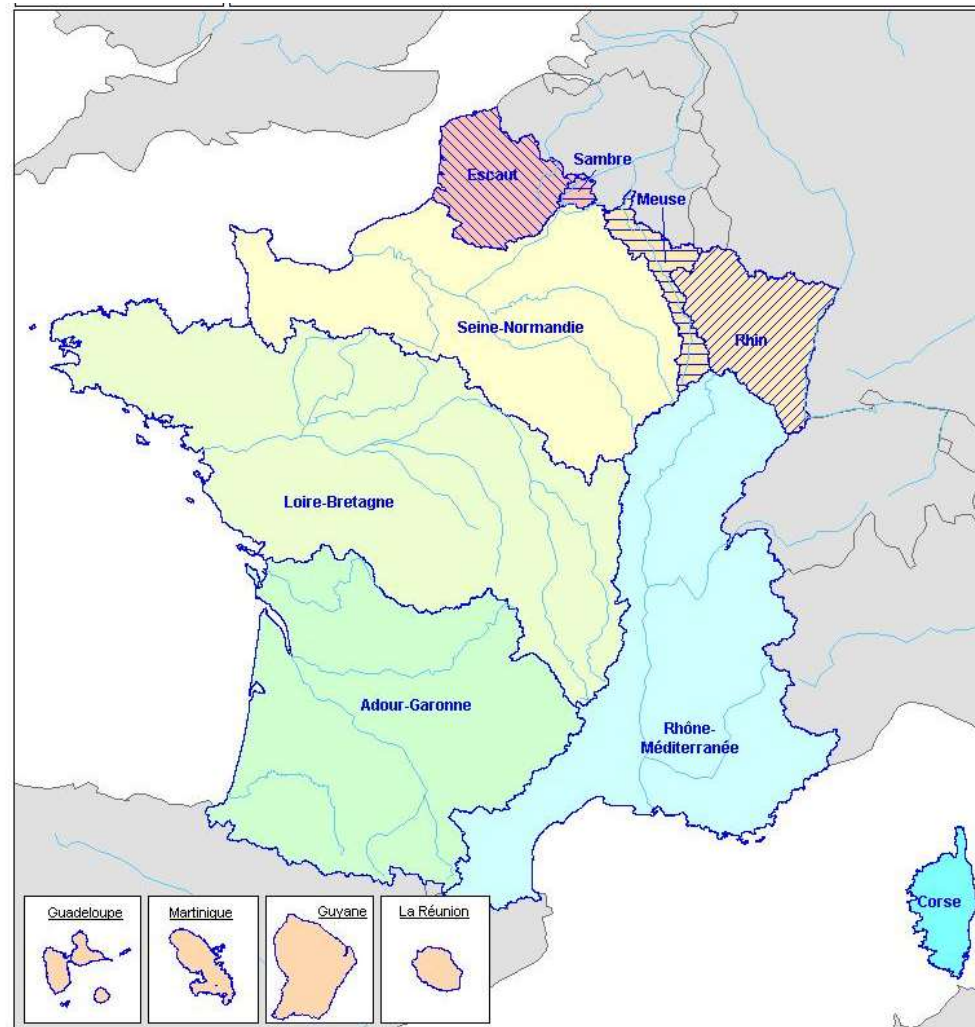 Escaut
Sambre
Meuse
Seine-Normandie
Rhin
Loire-Bretagne
Adour-Garonne
Rhône-
Méditerranée
Corse
Guadeloupe
Martinique
Guyane
La Réunion